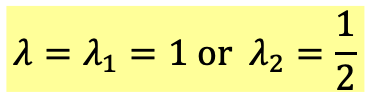 λ = λ₁ = 1 or λ₂ = 1/2